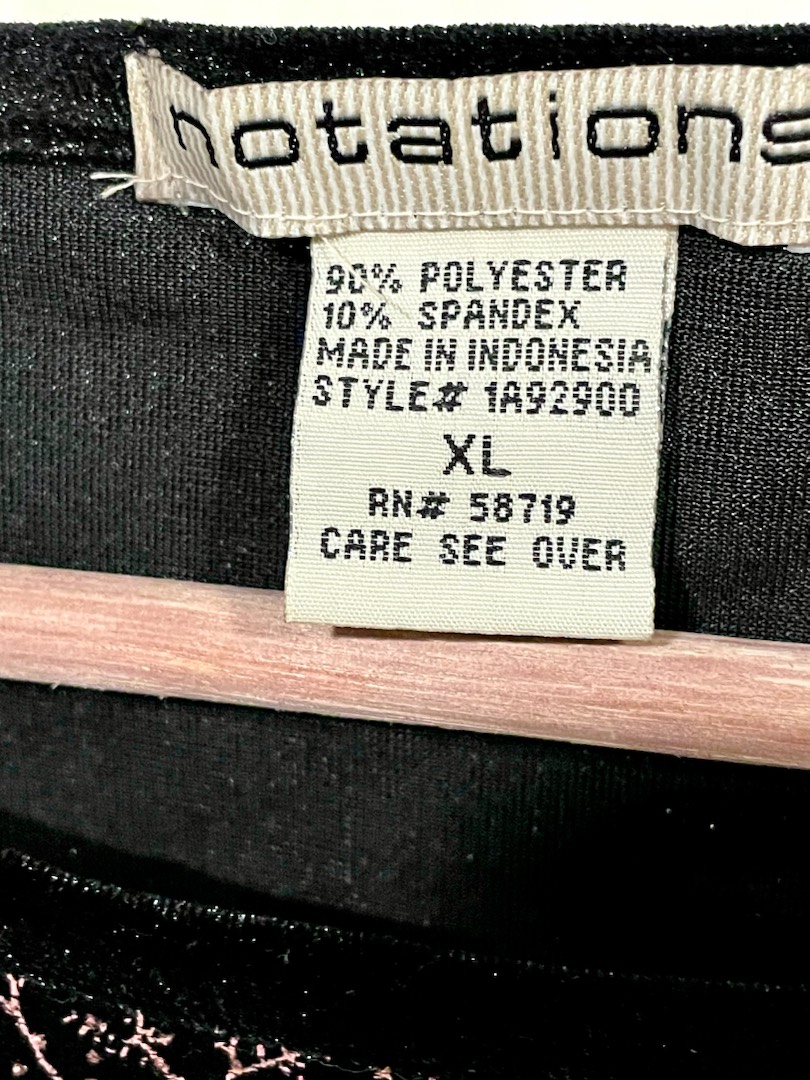 notations
90% POLYESTER
10% SPANDEX
MADE IN INDONESIA
STYLE# 1A92900
XL
RN# 58719
CARE SEE OVER